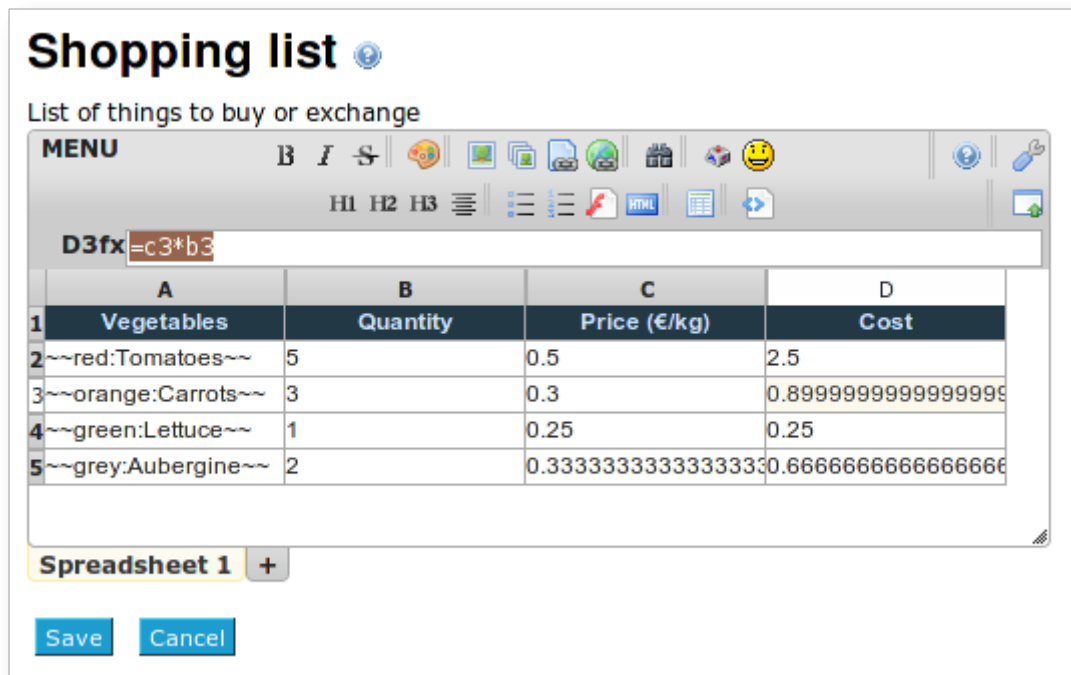 Shopping list
List of things to buy or exchange
MENU B I S
H1 H2 H3 HTML
D3fx =c3*b3
A B C D
1 Vegetables Quantity Price (€/kg) Cost
2 ~~red:Tomatoes~~ 5 0.5 2.5
3 ~~orange:Carrots~~ 3 0.3 0.8999999999999999
4 ~~green:Lettuce~~ 1 0.25 0.25
5 ~~grey:Aubergine~~ 2 0.3333333333333333 0.6666666666666666
Spreadsheet 1 +
Save Cancel